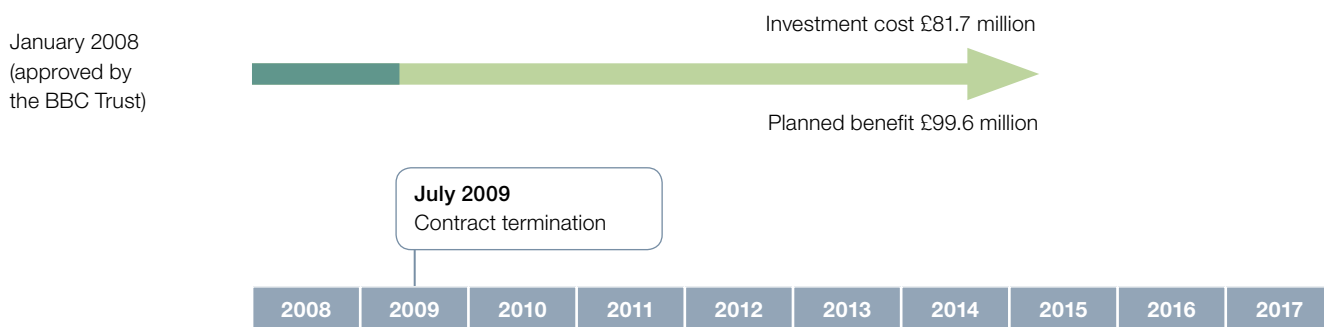 Investment cost £81.7 million
January 2008
(approved by
the BBC Trust)
Planned benefit £99.6 million
July 2009
Contract termination
2008 2009 2010 2011 2012 2013 2014 2015 2016 2017